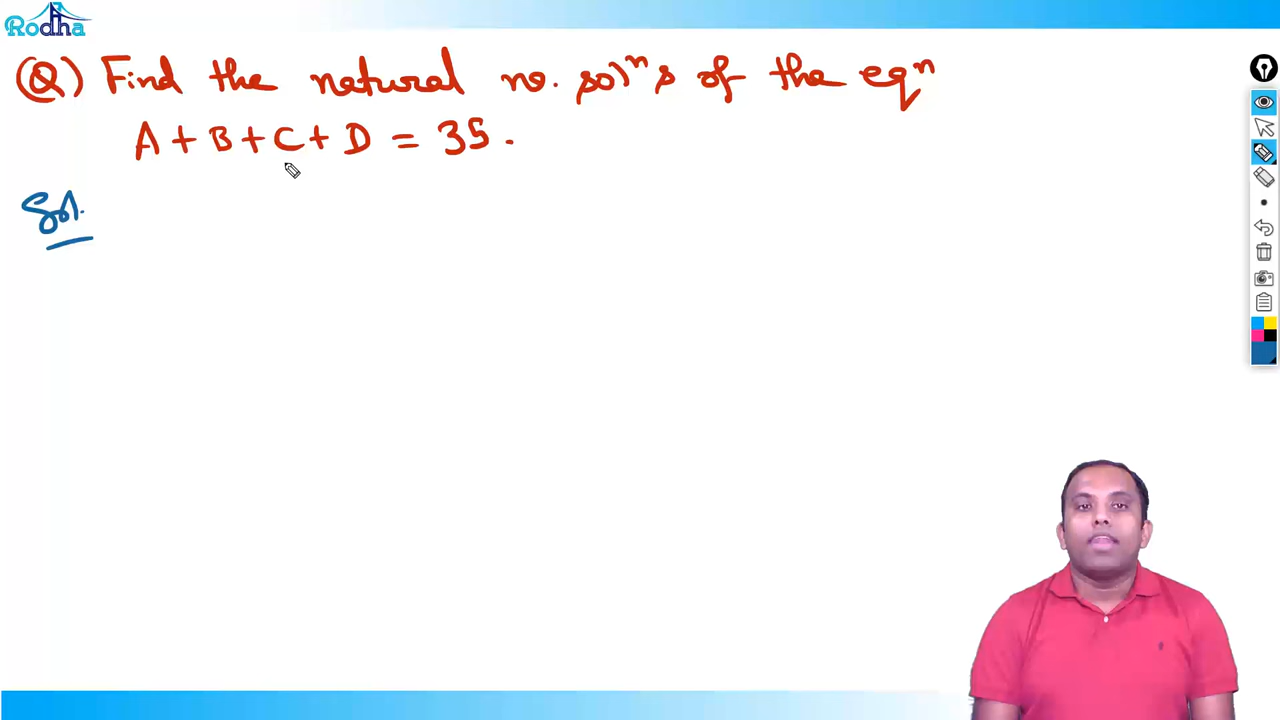 Rodha
(Q) Find the natural no. solⁿs of the eqⁿ
A + B + C + D = 35.
Sol.